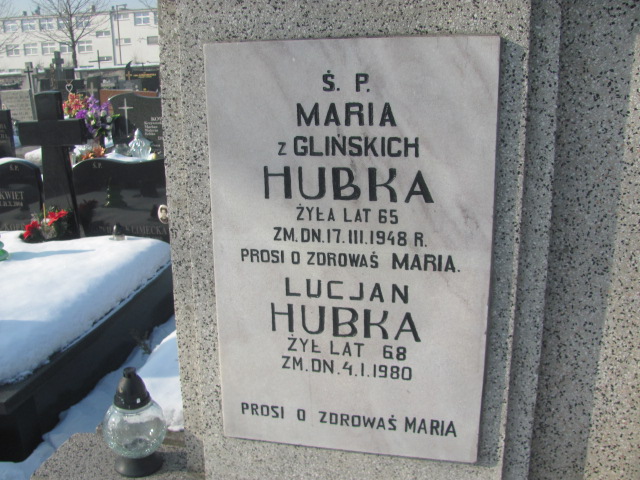 Ś. P.
MARIA
z GLIŃSKICH
HUBKA
ŻYŁA LAT 65
ZM. DN. 17. III. 1948 R.
PROSI O ZDROWAŚ MARIA.
LUCJAN
HUBKA
ŻYŁ LAT 68
ZM. DN. 4. I. 1980
PROSI O ZDROWAŚ MARIA